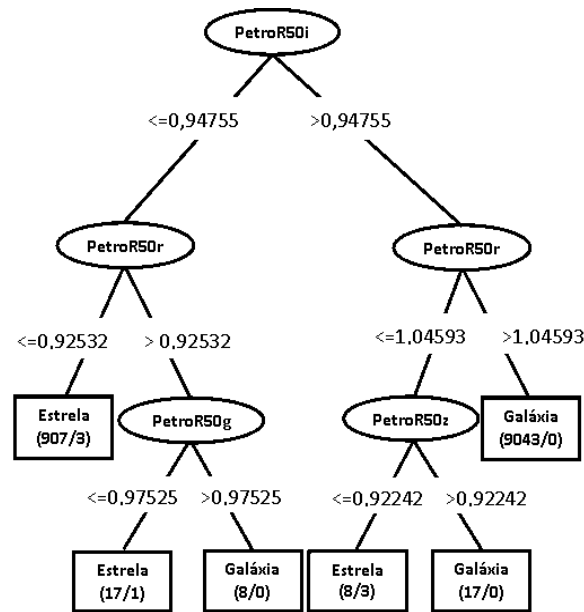 PetroR50i
<=0,94755 >0,94755
PetroR50r PetroR50r
<=0,92532 > 0,92532 <=1,04593 >1,04593
Estrela
(907/3)
PetroR50g
PetroR50z
Galáxia
(9043/0)
<=0,97525 >0,97525 <=0,92242 >0,92242
Estrela
(17/1)
Galáxia
(8/0)
Estrela
(8/3)
Galáxia
(17/0)